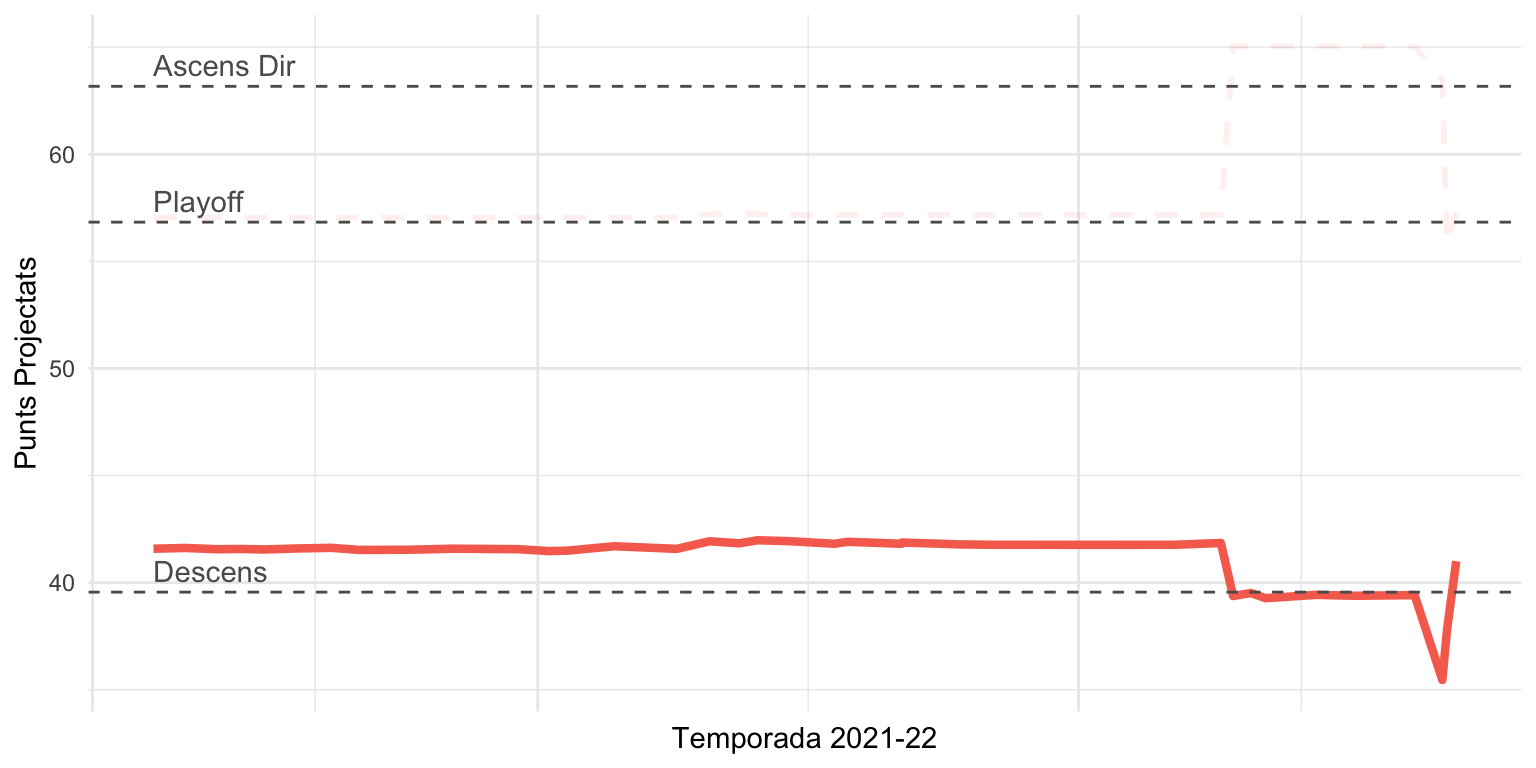 Ascens Dir
60
Playoff
50
Punts Projectats
Descens
40
Temporada 2021-22